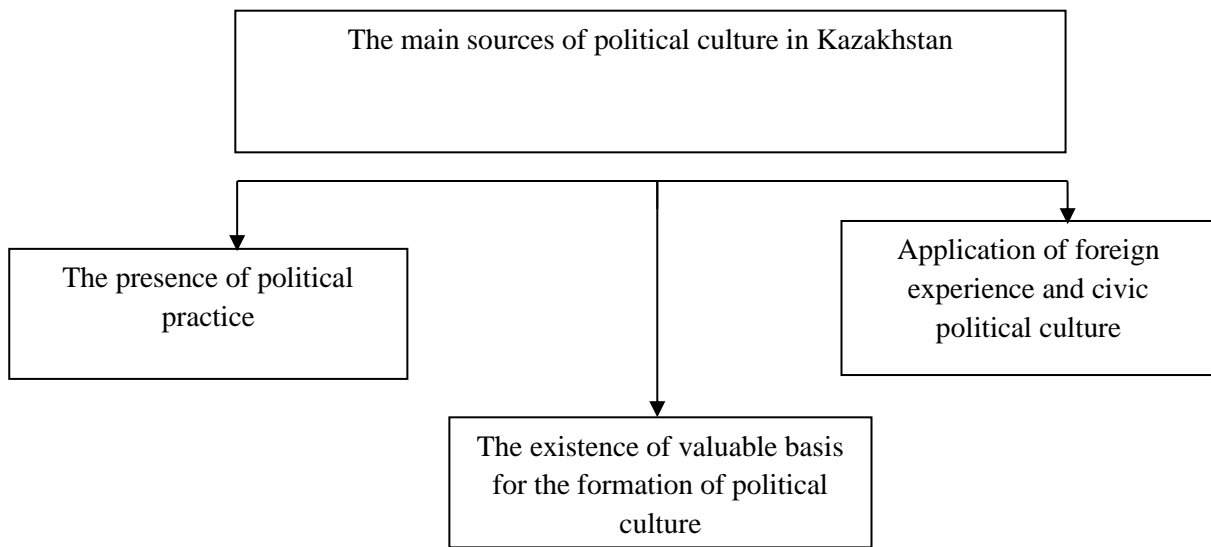 The main sources of political culture in Kazakhstan
The presence of political
practice
Application of foreign
experience and civic
political culture
The existence of valuable basis
for the formation of political
culture